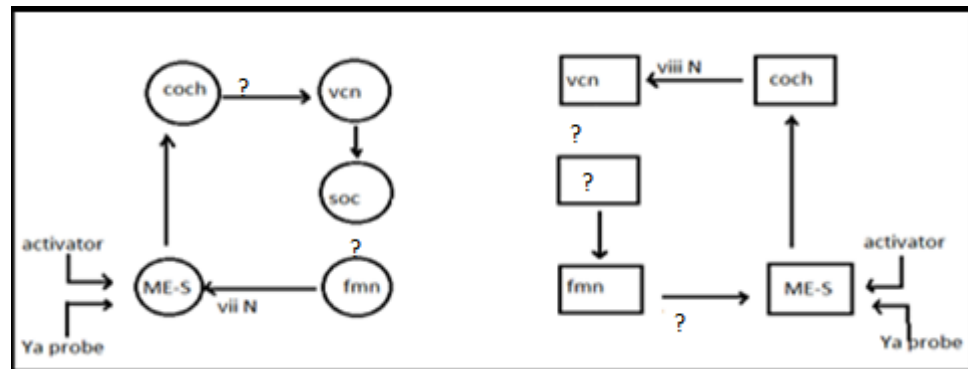 coch
?
vcn
soc
?
activator
ME-S
fmn
vii N
Ya probe
vcn
viii N
coch
?
?
activator
fmn
ME-S
?
Ya probe